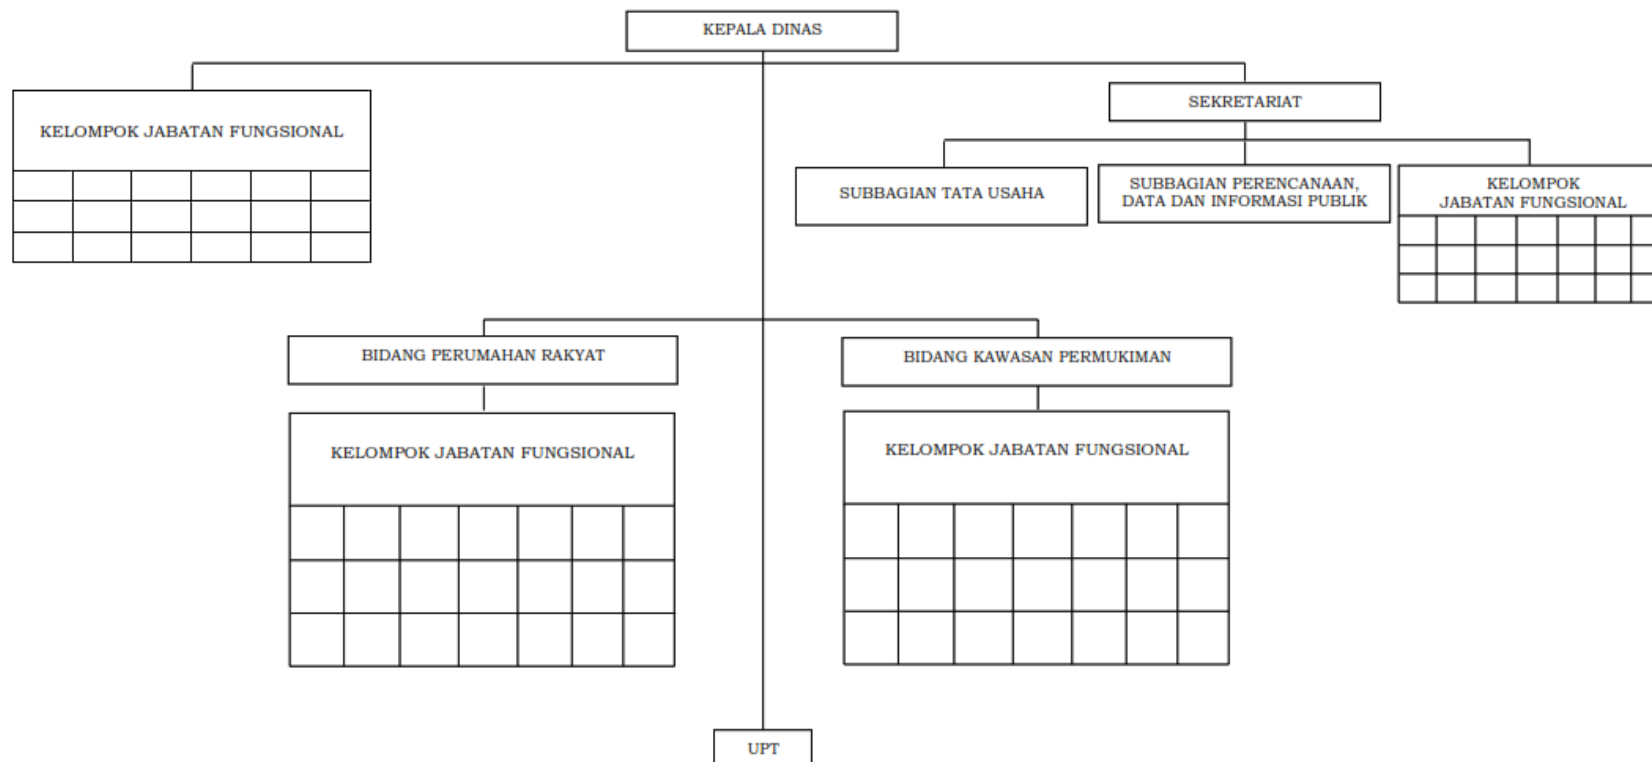 KEPALA DINAS
KELOMPOK JABATAN FUNGSIONAL
SEKRETARIAT
SUBBAGIAN TATA USAHA
SUBBAGIAN PERENCANAAN,
DATA DAN INFORMASI PUBLIK
KELOMPOK
JABATAN FUNGSIONAL
BIDANG PERUMAHAN RAKYAT
BIDANG KAWASAN PERMUKIMAN
KELOMPOK JABATAN FUNGSIONAL
KELOMPOK JABATAN FUNGSIONAL
UPT